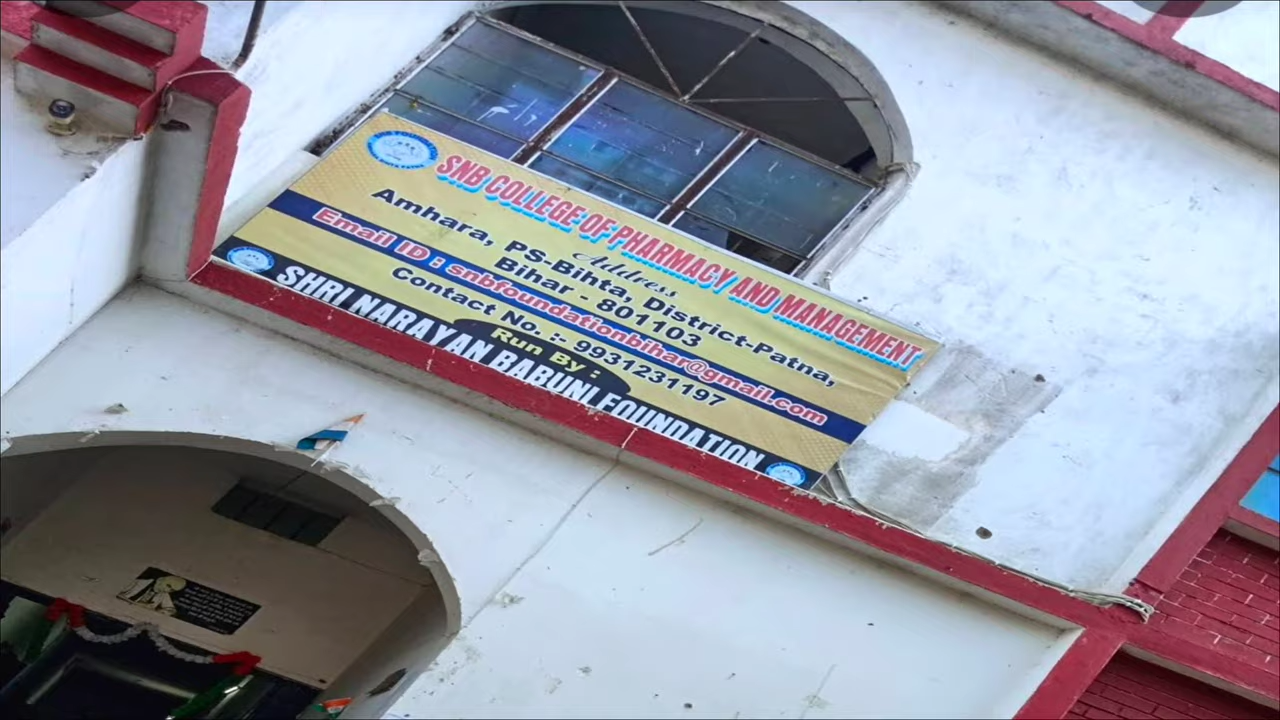 SNB COLLEGE OF PHARMACY AND MANAGEMENT
Address
Amhara, PS-Bihta, District-Patna,
Bihar - 801103
Email ID : snbfoundationbihar@gmail.com
Contact No. :- 9931231197
Run By :
SHRI NARAYAN BABUNI FOUNDATION